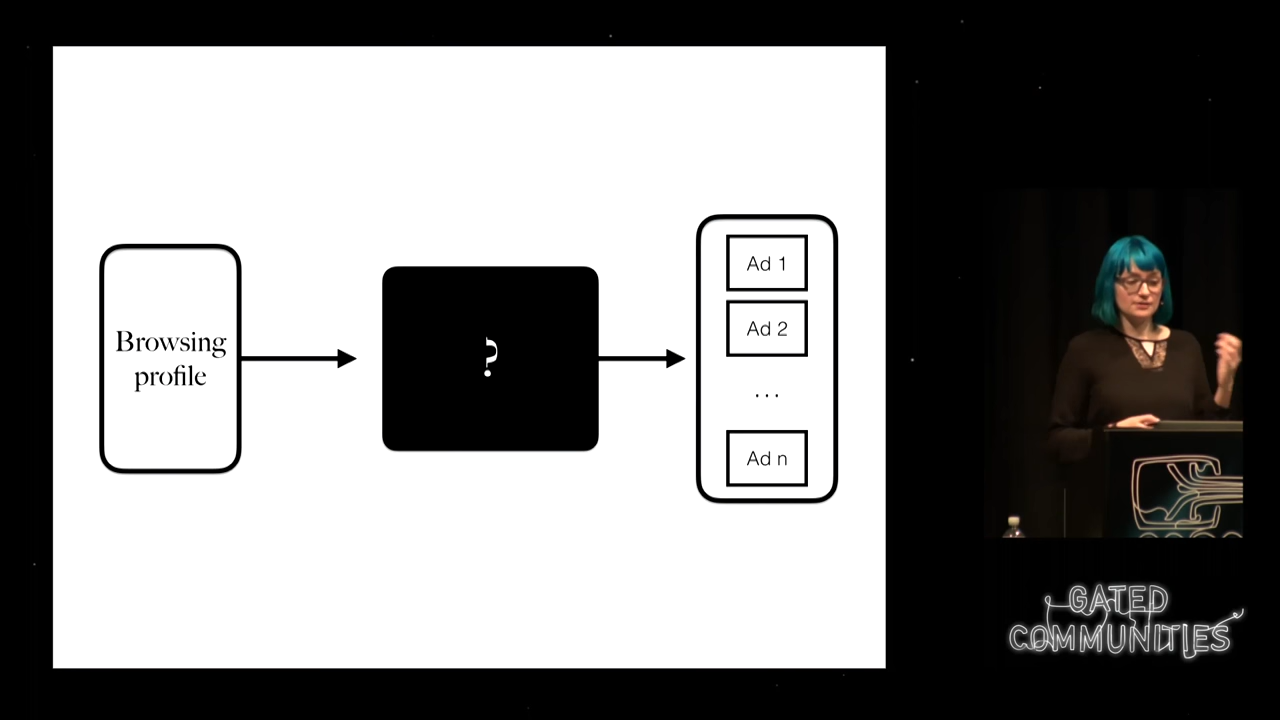 Browsing
profile
?
Ad 1
Ad 2
...
Ad n
GATED
COMMUNITIES